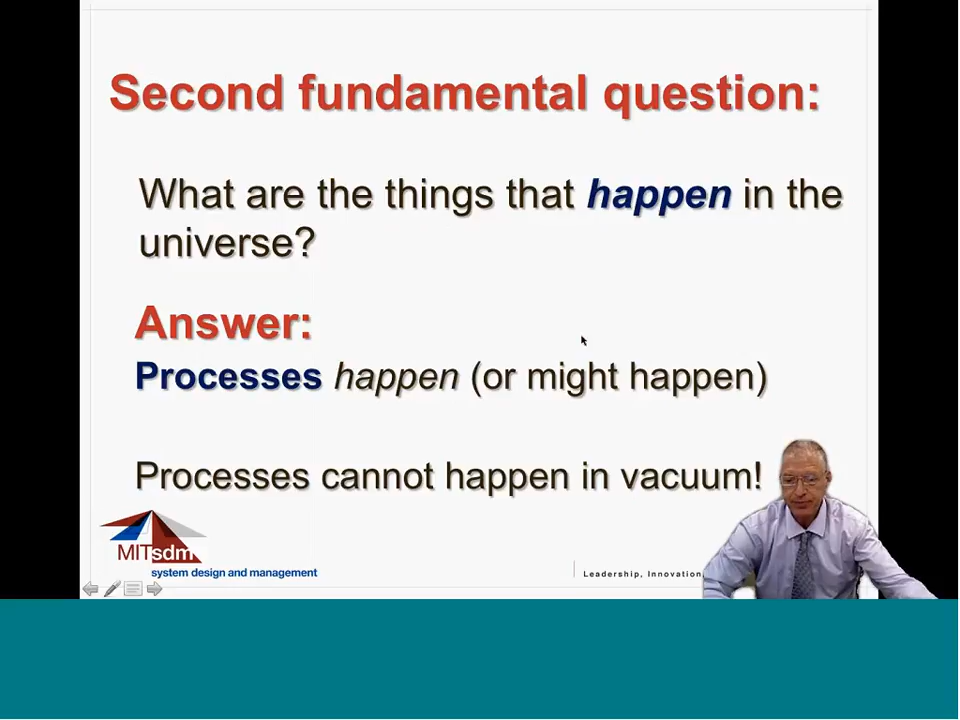 Second fundamental question:
What are the things that happen in the
universe?
Answer:
Processes happen (or might happen)
Processes cannot happen in vacuum!
MITsdm
system design and management
Leadership, Innovation,